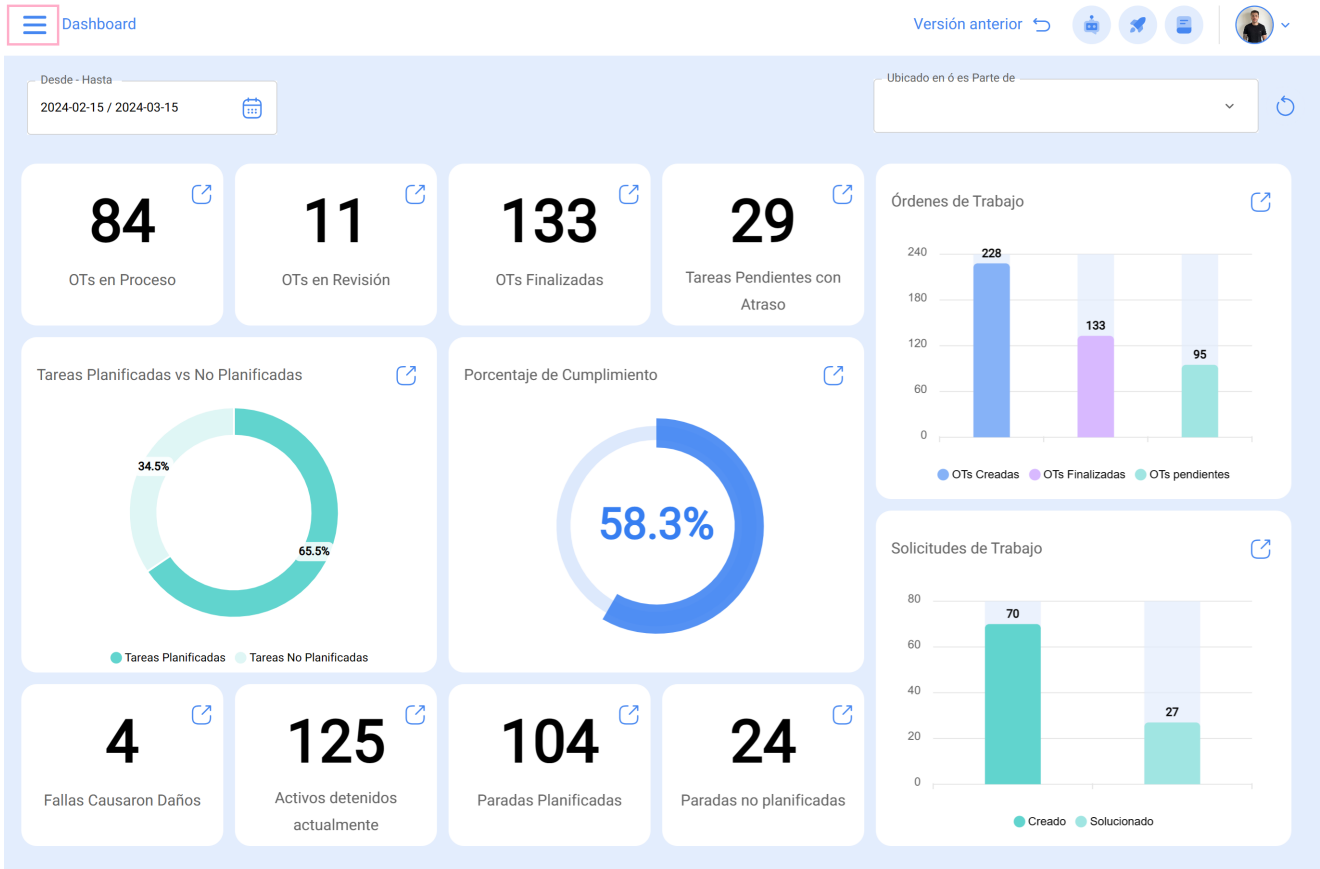 Dashboard
Versión anterior
Desde - Hasta
2024-02-15 / 2024-03-15
Ubicado en ó es Parte de
84
OTs en Proceso
11
OTs en Revisión
133
OTs Finalizadas
29
Tareas Pendientes con
Atraso
Órdenes de Trabajo
240
180
120
60
0
228
133
95
OTs Creadas
OTs Finalizadas
OTs pendientes
Tareas Planificadas vs No Planificadas
34.5%
65.5%
Tareas Planificadas
Tareas No Planificadas
Porcentaje de Cumplimiento
58.3%
Solicitudes de Trabajo
80
60
40
20
0
70
27
Creado
Solucionado
4
Fallas Causaron Daños
125
Activos detenidos
actualmente
104
Paradas Planificadas
24
Paradas no planificadas